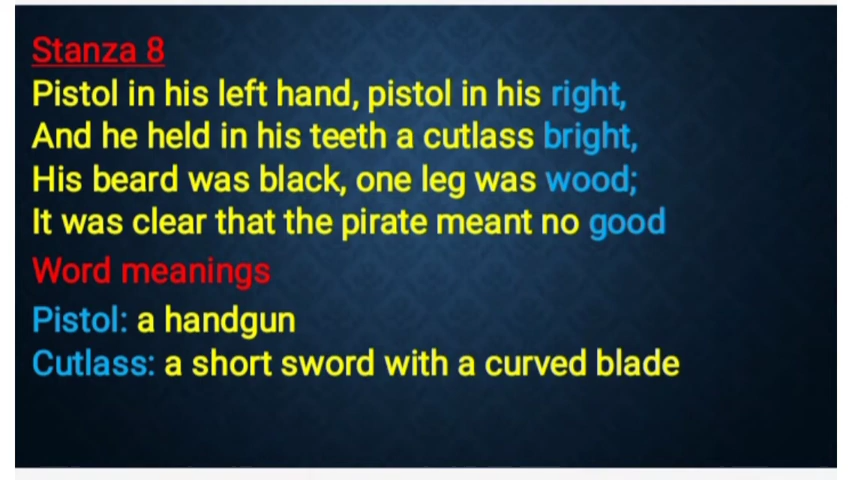 Stanza 8
Pistol in his left hand, pistol in his right,
And he held in his teeth a cutlass bright,
His beard was black, one leg was wood;
It was clear that the pirate meant no good
Word meanings
Pistol: a handgun
Cutlass: a short sword with a curved blade